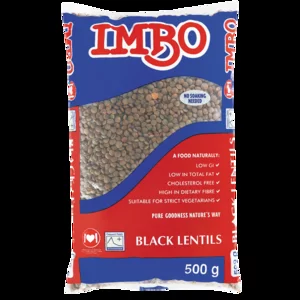 IMBO
NO SOAKING
NEEDED
A FOOD NATURALLY:
LOW GI ✓
LOW IN TOTAL FAT ✓
CHOLESTEROL FREE ✓
HIGH IN DIETARY FIBRE ✓
SUITABLE FOR STRICT VEGETARIANS ✓
PURE GOODNESS NATURE'S WAY
BLACK LENTILS
500 g